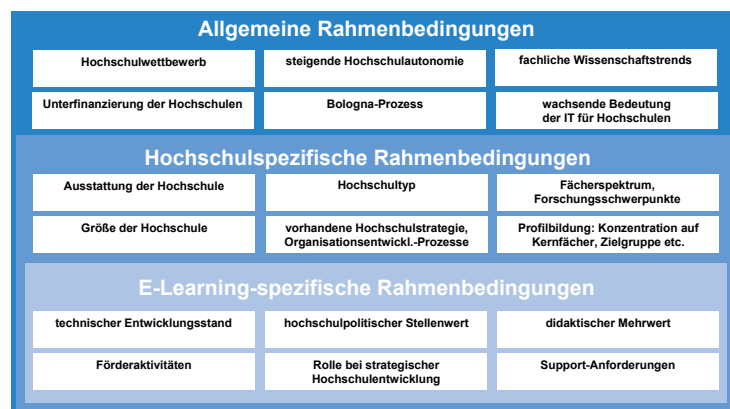 Allgemeine Rahmenbedingungen
Hochschulwettbewerb
steigende Hochschulautonomie
fachliche Wissenschaftstrends
Unterfinanzierung der Hochschulen
Bologna-Prozess
wachsende Bedeutung
der IT für Hochschulen
Hochschulspezifische Rahmenbedingungen
Ausstattung der Hochschule
Hochschultyp
Fächerspektrum,
Forschungsschwerpunkte
Größe der Hochschule
vorhandene Hochschulstrategie,
Organisationsentwickl.-Prozesse
Profilbildung: Konzentration auf
Kernfächer, Zielgruppe etc.
E-Learning-spezifische Rahmenbedingungen
technischer Entwicklungsstand
hochschulpolitischer Stellenwert
didaktischer Mehrwert
Förderaktivitäten
Rolle bei strategischer
Hochschulentwicklung
Support-Anforderungen